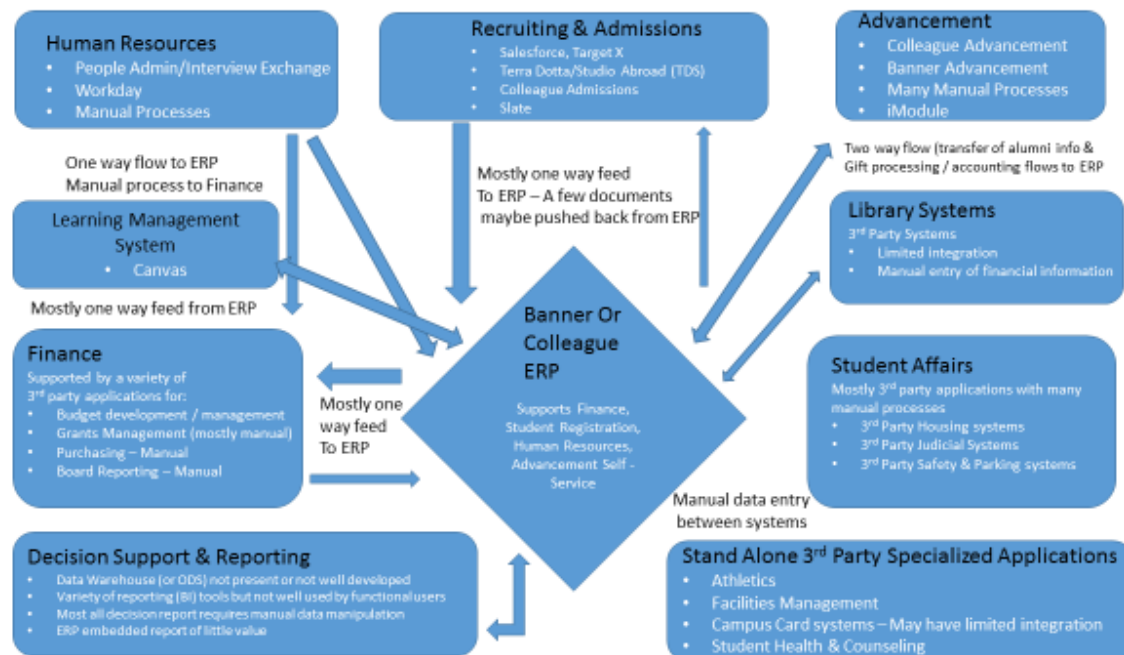 Human Resources
• People Admin/Interview Exchange
• Workday
• Manual Processes
Recruiting & Admissions
• Salesforce, Target X
• Terra Dotta/Studio Abroad (TDS)
• Colleague Admissions
• Slate
Advancement
• Colleague Advancement
• Banner Advancement
• Many Manual Processes
• iModule
One way flow to ERP
Manual process to Finance
Mostly one way feed
To ERP – A few documents
maybe pushed back from ERP
Two way flow (transfer of alumni info &
Gift processing / accounting flows to ERP
Learning Management
System
• Canvas
Mostly one way feed from ERP
Library Systems
3rd Party Systems
• Limited integration
• Manual entry of financial information
Banner Or
Colleague
ERP
Supports Finance,
Student Registration,
Human Resources,
Advancement Self -
Service
Finance
Supported by a variety of
3rd party applications for:
• Budget development / management
• Grants Management (mostly manual)
• Purchasing – Manual
• Board Reporting – Manual
Mostly one
way feed
To ERP
Student Affairs
Mostly 3rd party applications with many
manual processes
• 3rd Party Housing systems
• 3rd Party Judicial Systems
• 3rd Party Safety & Parking systems
Manual data entry
between systems
Decision Support & Reporting
• Data Warehouse (or ODS) not present or not well developed
• Variety of reporting (BI) tools but not well used by functional users
• Most all decision report requires manual data manipulation
• ERP embedded report of little value
Stand Alone 3rd Party Specialized Applications
• Athletics
• Facilities Management
• Campus Card systems – May have limited integration
• Student Health & Counseling